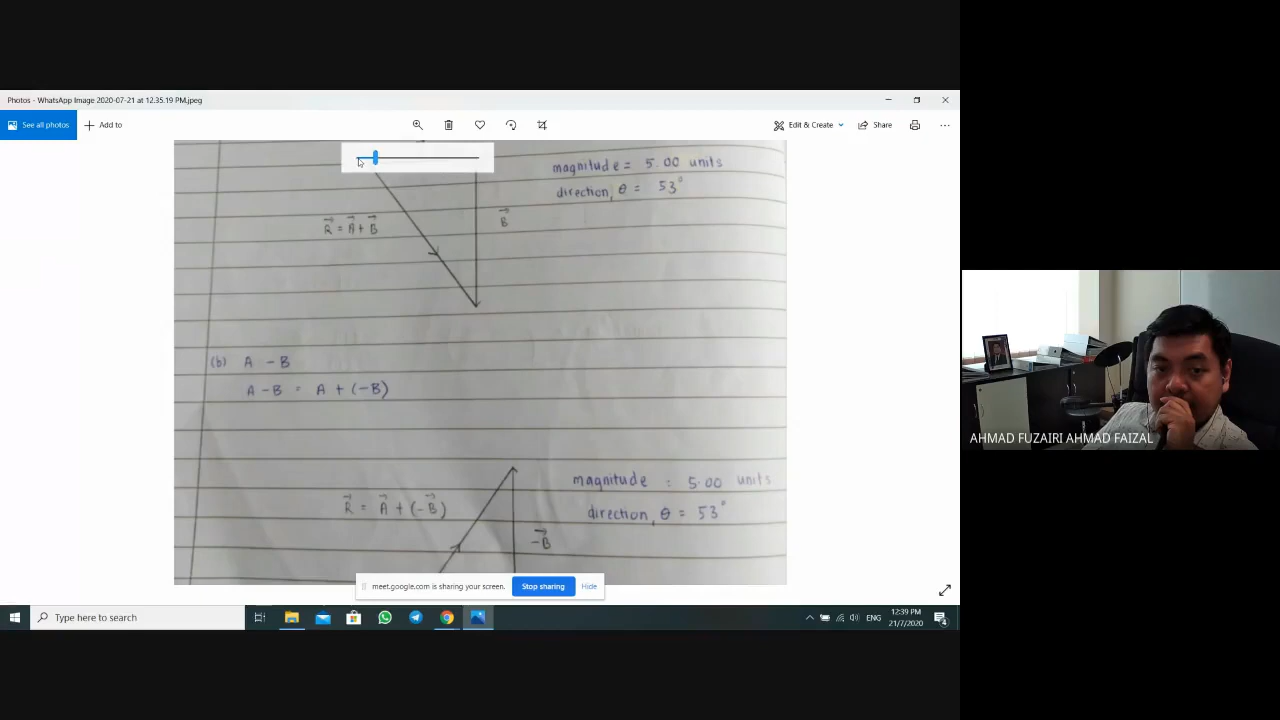 Photos - WhatsApp Image 2020-07-21 at 12.35.19 PM.jpeg
See all photos
Add to
Edit & Create
Share
magnitude = 5.00 units
direction, θ = 53°
R⃗ = A⃗ + B⃗
B⃗
(b) A - B
A - B = A + (-B)
magnitude : 5.00 units
R⃗ = A⃗ + (-B⃗)
direction, θ = 53°
-B⃗
AHMAD FUZAIRI AHMAD FAIZAL
meet.google.com is sharing your screen.
Stop sharing
Hide
Type here to search
ENG
12:39 PM
21/7/2020
4